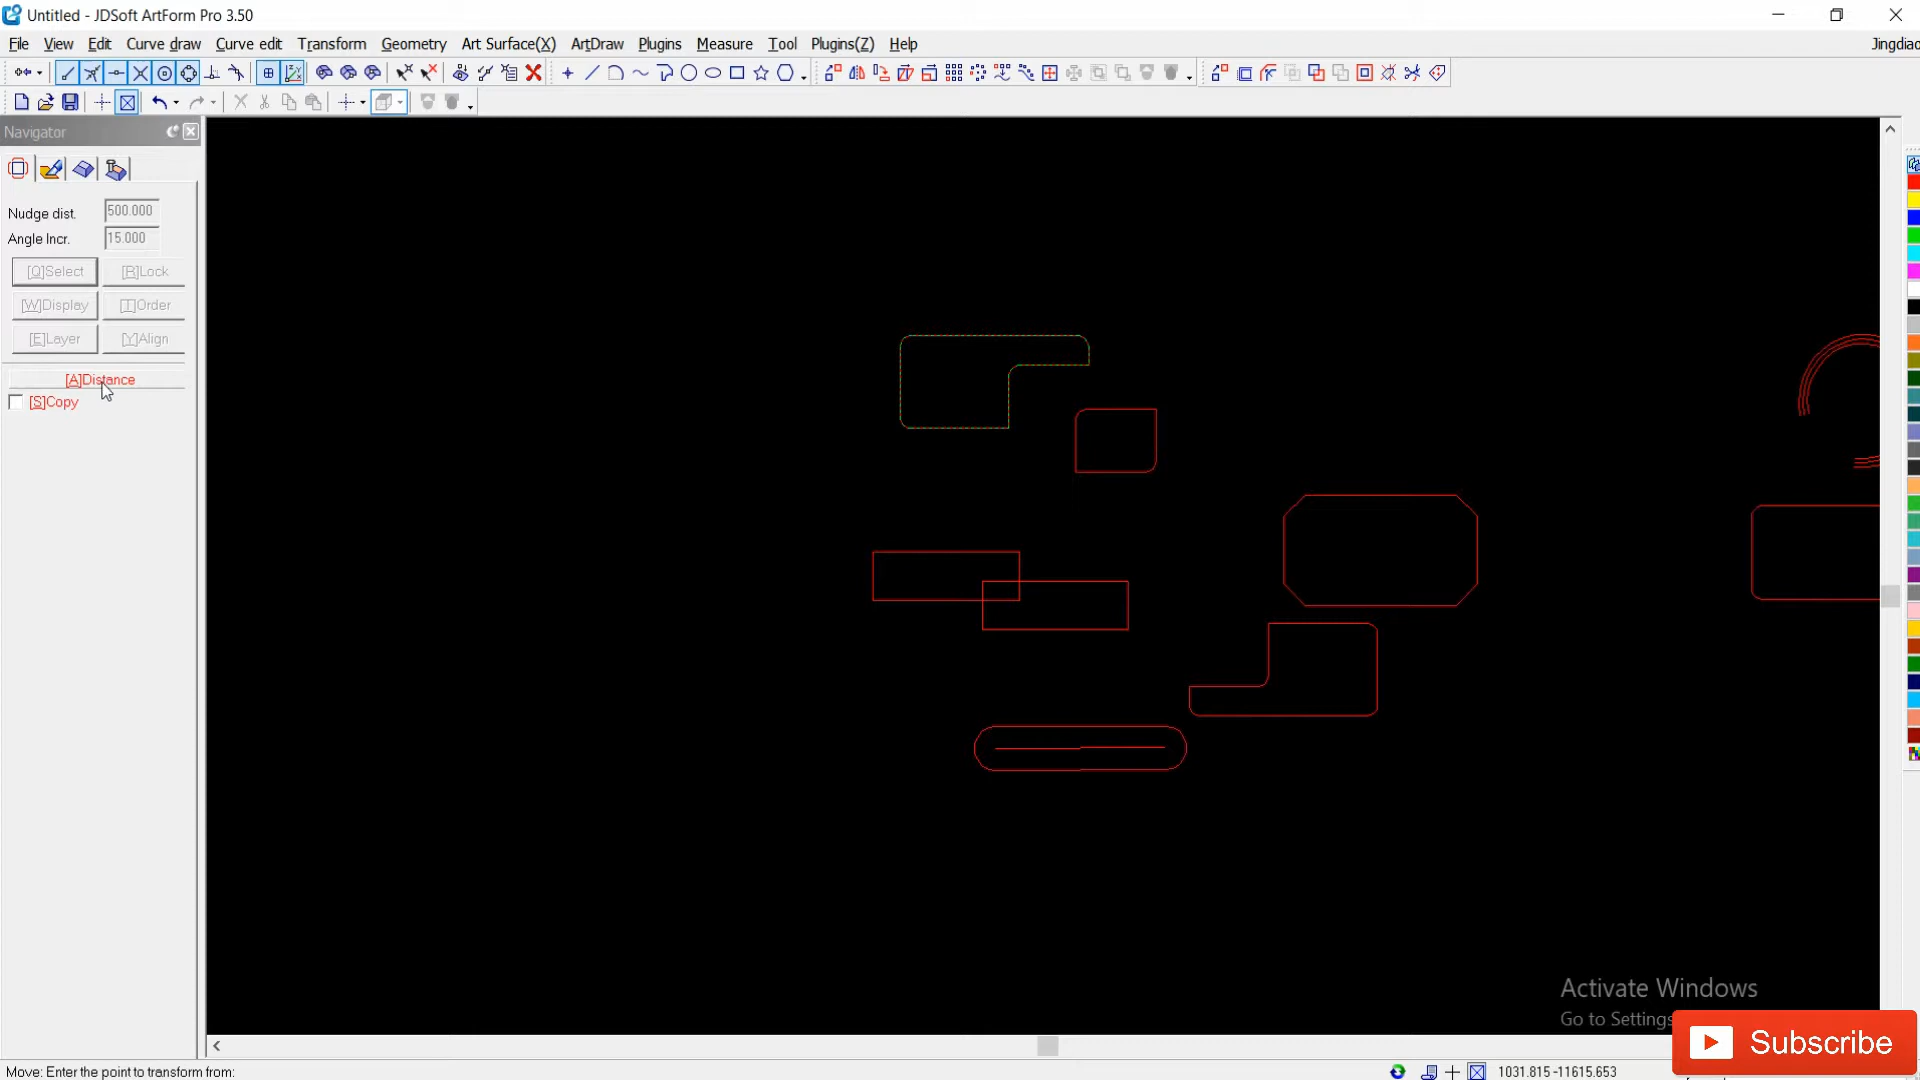 Untitled - JDSoft ArtForm Pro 3.50
File View Edit Curve draw Curve edit Transform Geometry Art Surface(X) ArtDraw Plugins Measure Tool Plugins(Z) Help Jingdiao
Navigator
Nudge dist. 500.000
Angle Incr. 15.000
[Q]Select [R]Lock
[W]Display [T]Order
[E]Layer [Y]Align
[A]Distance
[S]Copy
Activate Windows
Go to Settings
Subscribe
Move: Enter the point to transform from: 1031.815 -11615.653